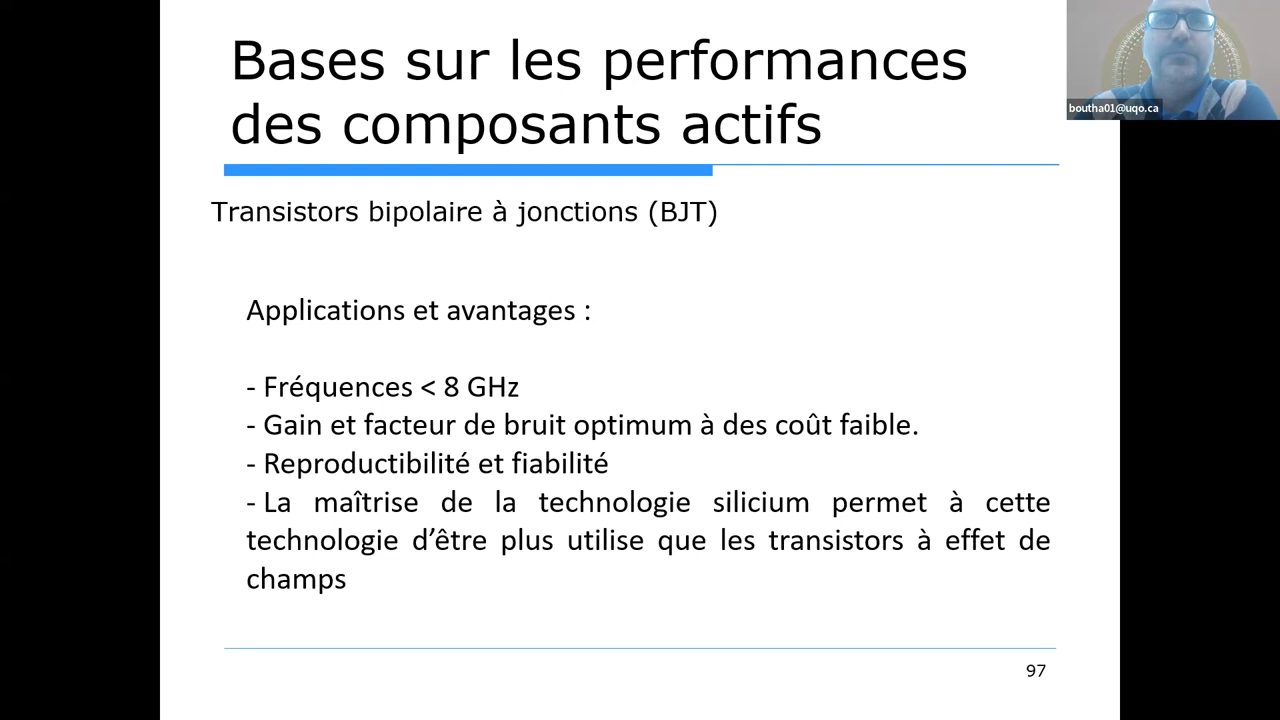 Bases sur les performances
des composants actifs
boutha01@uqo.ca
Transistors bipolaire à jonctions (BJT)
Applications et avantages :
- Fréquences < 8 GHz
- Gain et facteur de bruit optimum à des coût faible.
- Reproductibilité et fiabilité
- La maîtrise de la technologie silicium permet à cette
technologie d’être plus utilise que les transistors à effet de
champs
97